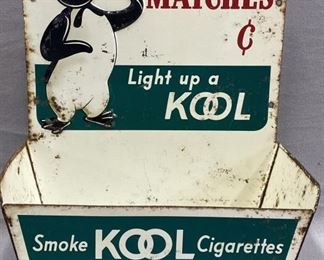 MATCHES
¢
Light up a
KOOL
Smoke KOOL Cigarettes